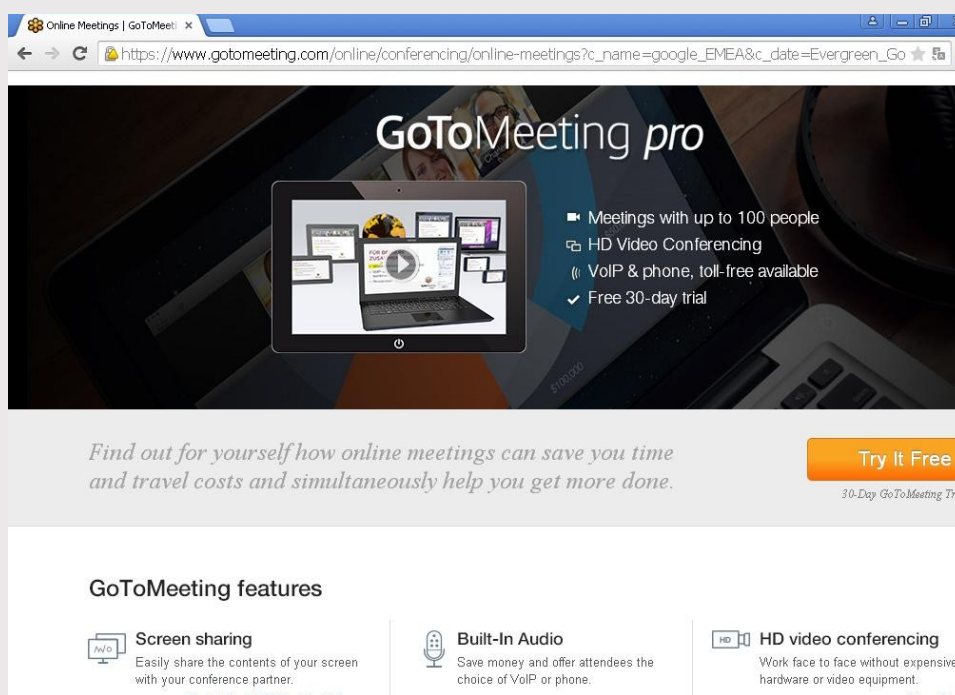 Online Meetings | GoToMeeti
https://www.gotomeeting.com/online/conferencing/online-meetings?c_name=google_EMEA&c_date=Evergreen_Go
GoToMeeting pro
Meetings with up to 100 people
HD Video Conferencing
VoIP & phone, toll-free available
Free 30-day trial
$100,000
Find out for yourself how online meetings can save you time
and travel costs and simultaneously help you get more done.
Try It Free
30-Day GoToMeeting Tr
GoToMeeting features
Screen sharing
Easily share the contents of your screen
with your conference partner.
Built-In Audio
Save money and offer attendees the
choice of VoIP or phone.
HD
HD video conferencing
Work face to face without expensive
hardware or video equipment.